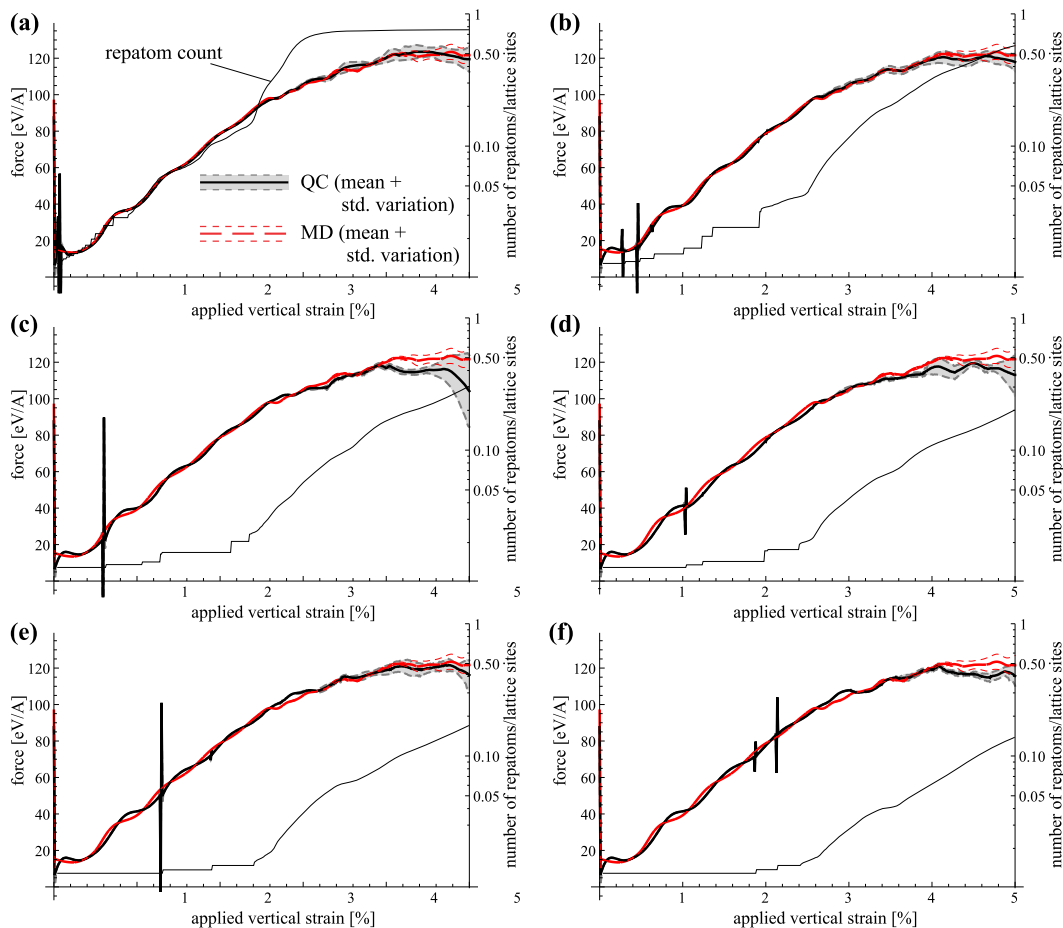 (a)
120
100
80
60
40
20
force [eV/A]
repatom count
QC (mean +
std. variation)
MD (mean +
std. variation)
1
0.50
0.10
0.05
number of repatoms/lattice sites
1 2 3 4 5
applied vertical strain [%]
(b)
120
100
80
60
40
20
force [eV/A]
1
0.50
0.10
0.05
number of repatoms/lattice sites
1 2 3 4 5
applied vertical strain [%]
(c)
120
100
80
60
40
20
force [eV/A]
1
0.50
0.10
0.05
number of repatoms/lattice sites
1 2 3 4 5
applied vertical strain [%]
(d)
120
100
80
60
40
20
force [eV/A]
1
0.50
0.10
0.05
number of repatoms/lattice sites
1 2 3 4 5
applied vertical strain [%]
(e)
120
100
80
60
40
20
force [eV/A]
1
0.50
0.10
0.05
number of repatoms/lattice sites
1 2 3 4 5
applied vertical strain [%]
(f)
120
100
80
60
40
20
force [eV/A]
1
0.50
0.10
0.05
number of repatoms/lattice sites
1 2 3 4 5
applied vertical strain [%]